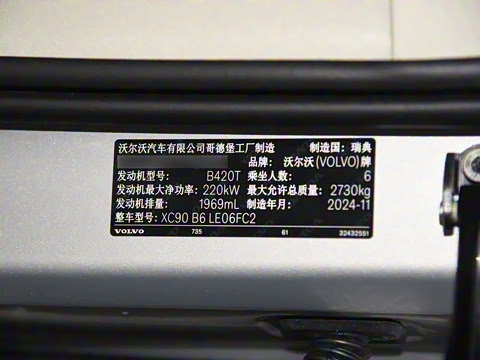 沃尔沃汽车有限公司哥德堡工厂制造 制造国：瑞典
品牌：沃尔沃(VOLVO)牌
发动机型号： B420T 乘坐人数： 6
发动机最大净功率：220kW 最大允许总质量：2730kg
发动机排量： 1969mL 制造年月： 2024-11
整车型号：XC90 B6 LE06FC2
VOLVO 735 61 32432551